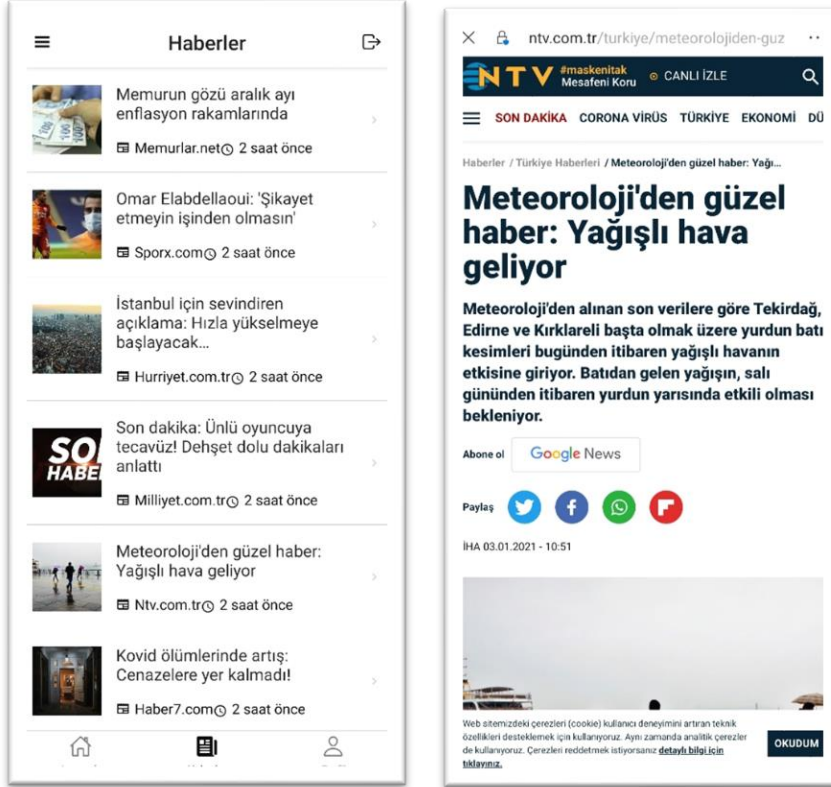 Haberler
Memurun gözü aralık ayı
enflasyon rakamlarında
Memurlar.net 2 saat önce
Omar Elabdellaoui: 'Şikayet
etmeyin işinden olmasın'
Sporx.com 2 saat önce
İstanbul için sevindiren
açıklama: Hızla yükselmeye
başlayacak...
Hurriyet.com.tr 2 saat önce
SON
HABER
Son dakika: Ünlü oyuncuya
tecavüz! Dehşet dolu dakikaları
anlattı
Milliyet.com.tr 2 saat önce
Meteoroloji'den güzel haber:
Yağışlı hava geliyor
Ntv.com.tr 2 saat önce
Kovid ölümlerinde artış:
Cenazelere yer kalmadı!
Haber7.com 2 saat önce
ntv.com.tr/turkiye/meteorolojiden-guz
NTV #maskenitak
Mesafeni Koru
CANLI İZLE
SON DAKİKA CORONA VİRÜS TÜRKİYE EKONOMİ DÜ
Haberler / Türkiye Haberleri / Meteoroloji'den güzel haber: Yağı...
Meteoroloji'den güzel
haber: Yağışlı hava
geliyor
Meteoroloji'den alınan son verilere göre Tekirdağ,
Edirne ve Kırklareli başta olmak üzere yurdun batı
kesimleri bugünden itibaren yağışlı havanın
etkisine giriyor. Batıdan gelen yağışın, salı
gününden itibaren yurdun yarısında etkili olması
bekleniyor.
Abone ol Google News
Paylaş
İHA 03.01.2021 - 10:51
Web sitemizdeki çerezleri (cookie) kullanıcı deneyimini artıran teknik
özellikleri desteklemek için kullanıyoruz. Aynı zamanda analitik çerezler
de kullanıyoruz. Çerezleri reddetmek istiyorsanız detaylı bilgi için
tıklayınız.
OKUDUM